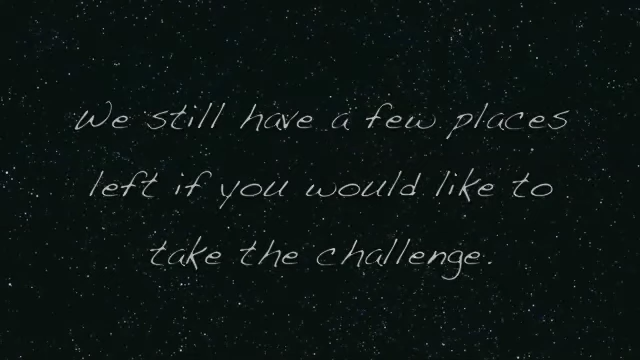 We still have a few places
left if you would like to
take the challenge.